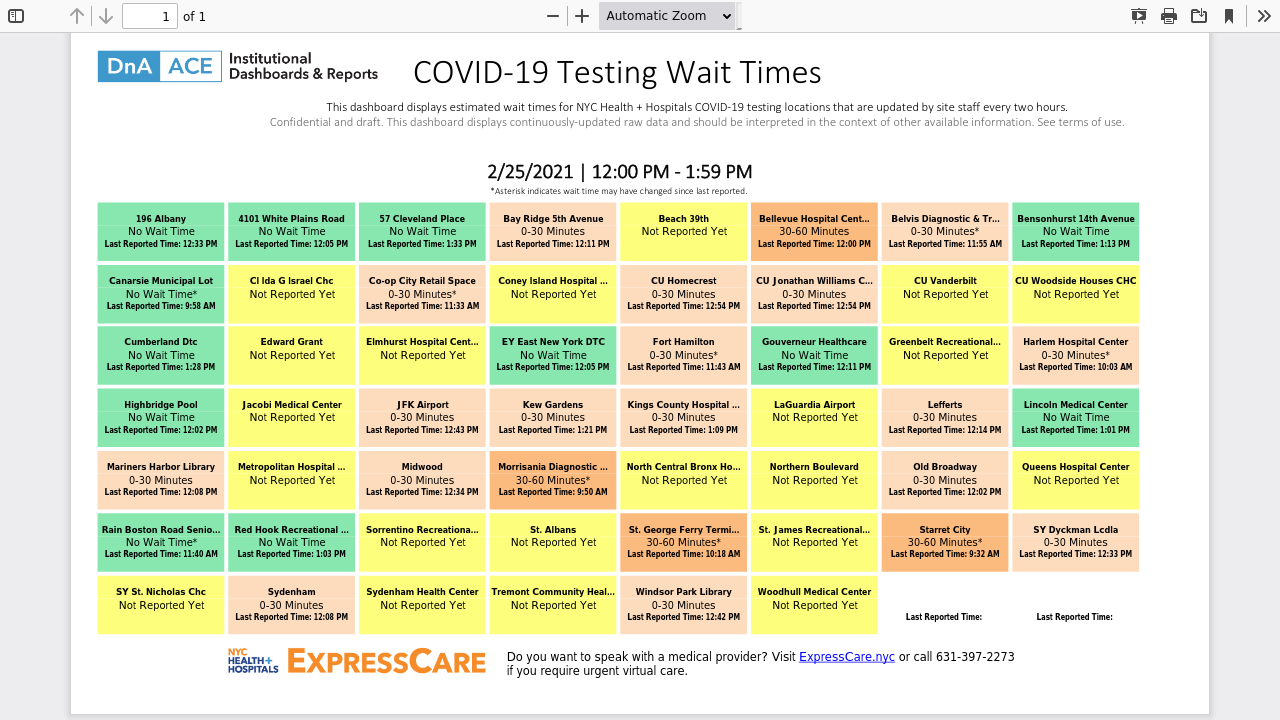 1 of 1 Automatic Zoom
DnA ACE Institutional
Dashboards & Reports
COVID-19 Testing Wait Times
This dashboard displays estimated wait times for NYC Health + Hospitals COVID-19 testing locations that are updated by site staff every two hours.
Confidential and draft. This dashboard displays continuously-updated raw data and should be interpreted in the context of other available information. See terms of use.
2/25/2021 | 12:00 PM - 1:59 PM
*Asterisk indicates wait time may have changed since last reported.
196 Albany
No Wait Time
Last Reported Time: 12:33 PM
4101 White Plains Road
No Wait Time
Last Reported Time: 12:05 PM
57 Cleveland Place
No Wait Time
Last Reported Time: 1:33 PM
Bay Ridge 5th Avenue
0-30 Minutes
Last Reported Time: 12:11 PM
Beach 39th
Not Reported Yet
Bellevue Hospital Cent...
30-60 Minutes
Last Reported Time: 12:00 PM
Belvis Diagnostic & Tr...
0-30 Minutes*
Last Reported Time: 11:55 AM
Bensonhurst 14th Avenue
No Wait Time
Last Reported Time: 1:13 PM
Canarsie Municipal Lot
No Wait Time*
Last Reported Time: 9:58 AM
Cl Ida G Israel Chc
Not Reported Yet
Co-op City Retail Space
0-30 Minutes*
Last Reported Time: 11:33 AM
Coney Island Hospital ...
Not Reported Yet
CU Homecrest
0-30 Minutes
Last Reported Time: 12:54 PM
CU Jonathan Williams C...
0-30 Minutes
Last Reported Time: 12:54 PM
CU Vanderbilt
Not Reported Yet
CU Woodside Houses CHC
Not Reported Yet
Cumberland Dtc
No Wait Time
Last Reported Time: 1:28 PM
Edward Grant
Not Reported Yet
Elmhurst Hospital Cent...
Not Reported Yet
EY East New York DTC
No Wait Time
Last Reported Time: 12:05 PM
Fort Hamilton
0-30 Minutes*
Last Reported Time: 11:43 AM
Gouverneur Healthcare
No Wait Time
Last Reported Time: 12:11 PM
Greenbelt Recreational...
Not Reported Yet
Harlem Hospital Center
0-30 Minutes*
Last Reported Time: 10:03 AM
Highbridge Pool
No Wait Time
Last Reported Time: 12:02 PM
Jacobi Medical Center
Not Reported Yet
JFK Airport
0-30 Minutes
Last Reported Time: 12:43 PM
Kew Gardens
0-30 Minutes
Last Reported Time: 1:21 PM
Kings County Hospital ...
0-30 Minutes
Last Reported Time: 1:09 PM
LaGuardia Airport
Not Reported Yet
Lefferts
0-30 Minutes
Last Reported Time: 12:14 PM
Lincoln Medical Center
No Wait Time
Last Reported Time: 1:01 PM
Mariners Harbor Library
0-30 Minutes
Last Reported Time: 12:08 PM
Metropolitan Hospital ...
Not Reported Yet
Midwood
0-30 Minutes
Last Reported Time: 12:34 PM
Morrisania Diagnostic ...
30-60 Minutes*
Last Reported Time: 9:50 AM
North Central Bronx Ho...
Not Reported Yet
Northern Boulevard
Not Reported Yet
Old Broadway
0-30 Minutes
Last Reported Time: 12:02 PM
Queens Hospital Center
Not Reported Yet
Rain Boston Road Senio...
No Wait Time*
Last Reported Time: 11:40 AM
Red Hook Recreational ...
No Wait Time
Last Reported Time: 1:03 PM
Sorrentino Recreationa...
Not Reported Yet
St. Albans
Not Reported Yet
St. George Ferry Termi...
30-60 Minutes*
Last Reported Time: 10:18 AM
St. James Recreational...
Not Reported Yet
Starret City
30-60 Minutes*
Last Reported Time: 9:32 AM
SY Dyckman Lcdla
0-30 Minutes
Last Reported Time: 12:33 PM
SY St. Nicholas Chc
Not Reported Yet
Sydenham
0-30 Minutes
Last Reported Time: 12:08 PM
Sydenham Health Center
Not Reported Yet
Tremont Community Heal...
Not Reported Yet
Windsor Park Library
0-30 Minutes
Last Reported Time: 12:42 PM
Woodhull Medical Center
Not Reported Yet
Last Reported Time:
Last Reported Time:
NYC
HEALTH+
HOSPITALS
EXPRESSCARE
Do you want to speak with a medical provider? Visit ExpressCare.nyc or call 631-397-2273
if you require urgent virtual care.